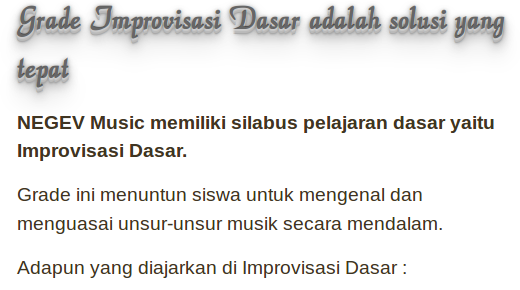 Grade Improvisasi Dasar adalah solusi yang
tepat
NEGEV Music memiliki silabus pelajaran dasar yaitu
Improvisasi Dasar.
Grade ini menuntun siswa untuk mengenal dan
menguasai unsur-unsur musik secara mendalam.
Adapun yang diajarkan di Improvisasi Dasar :